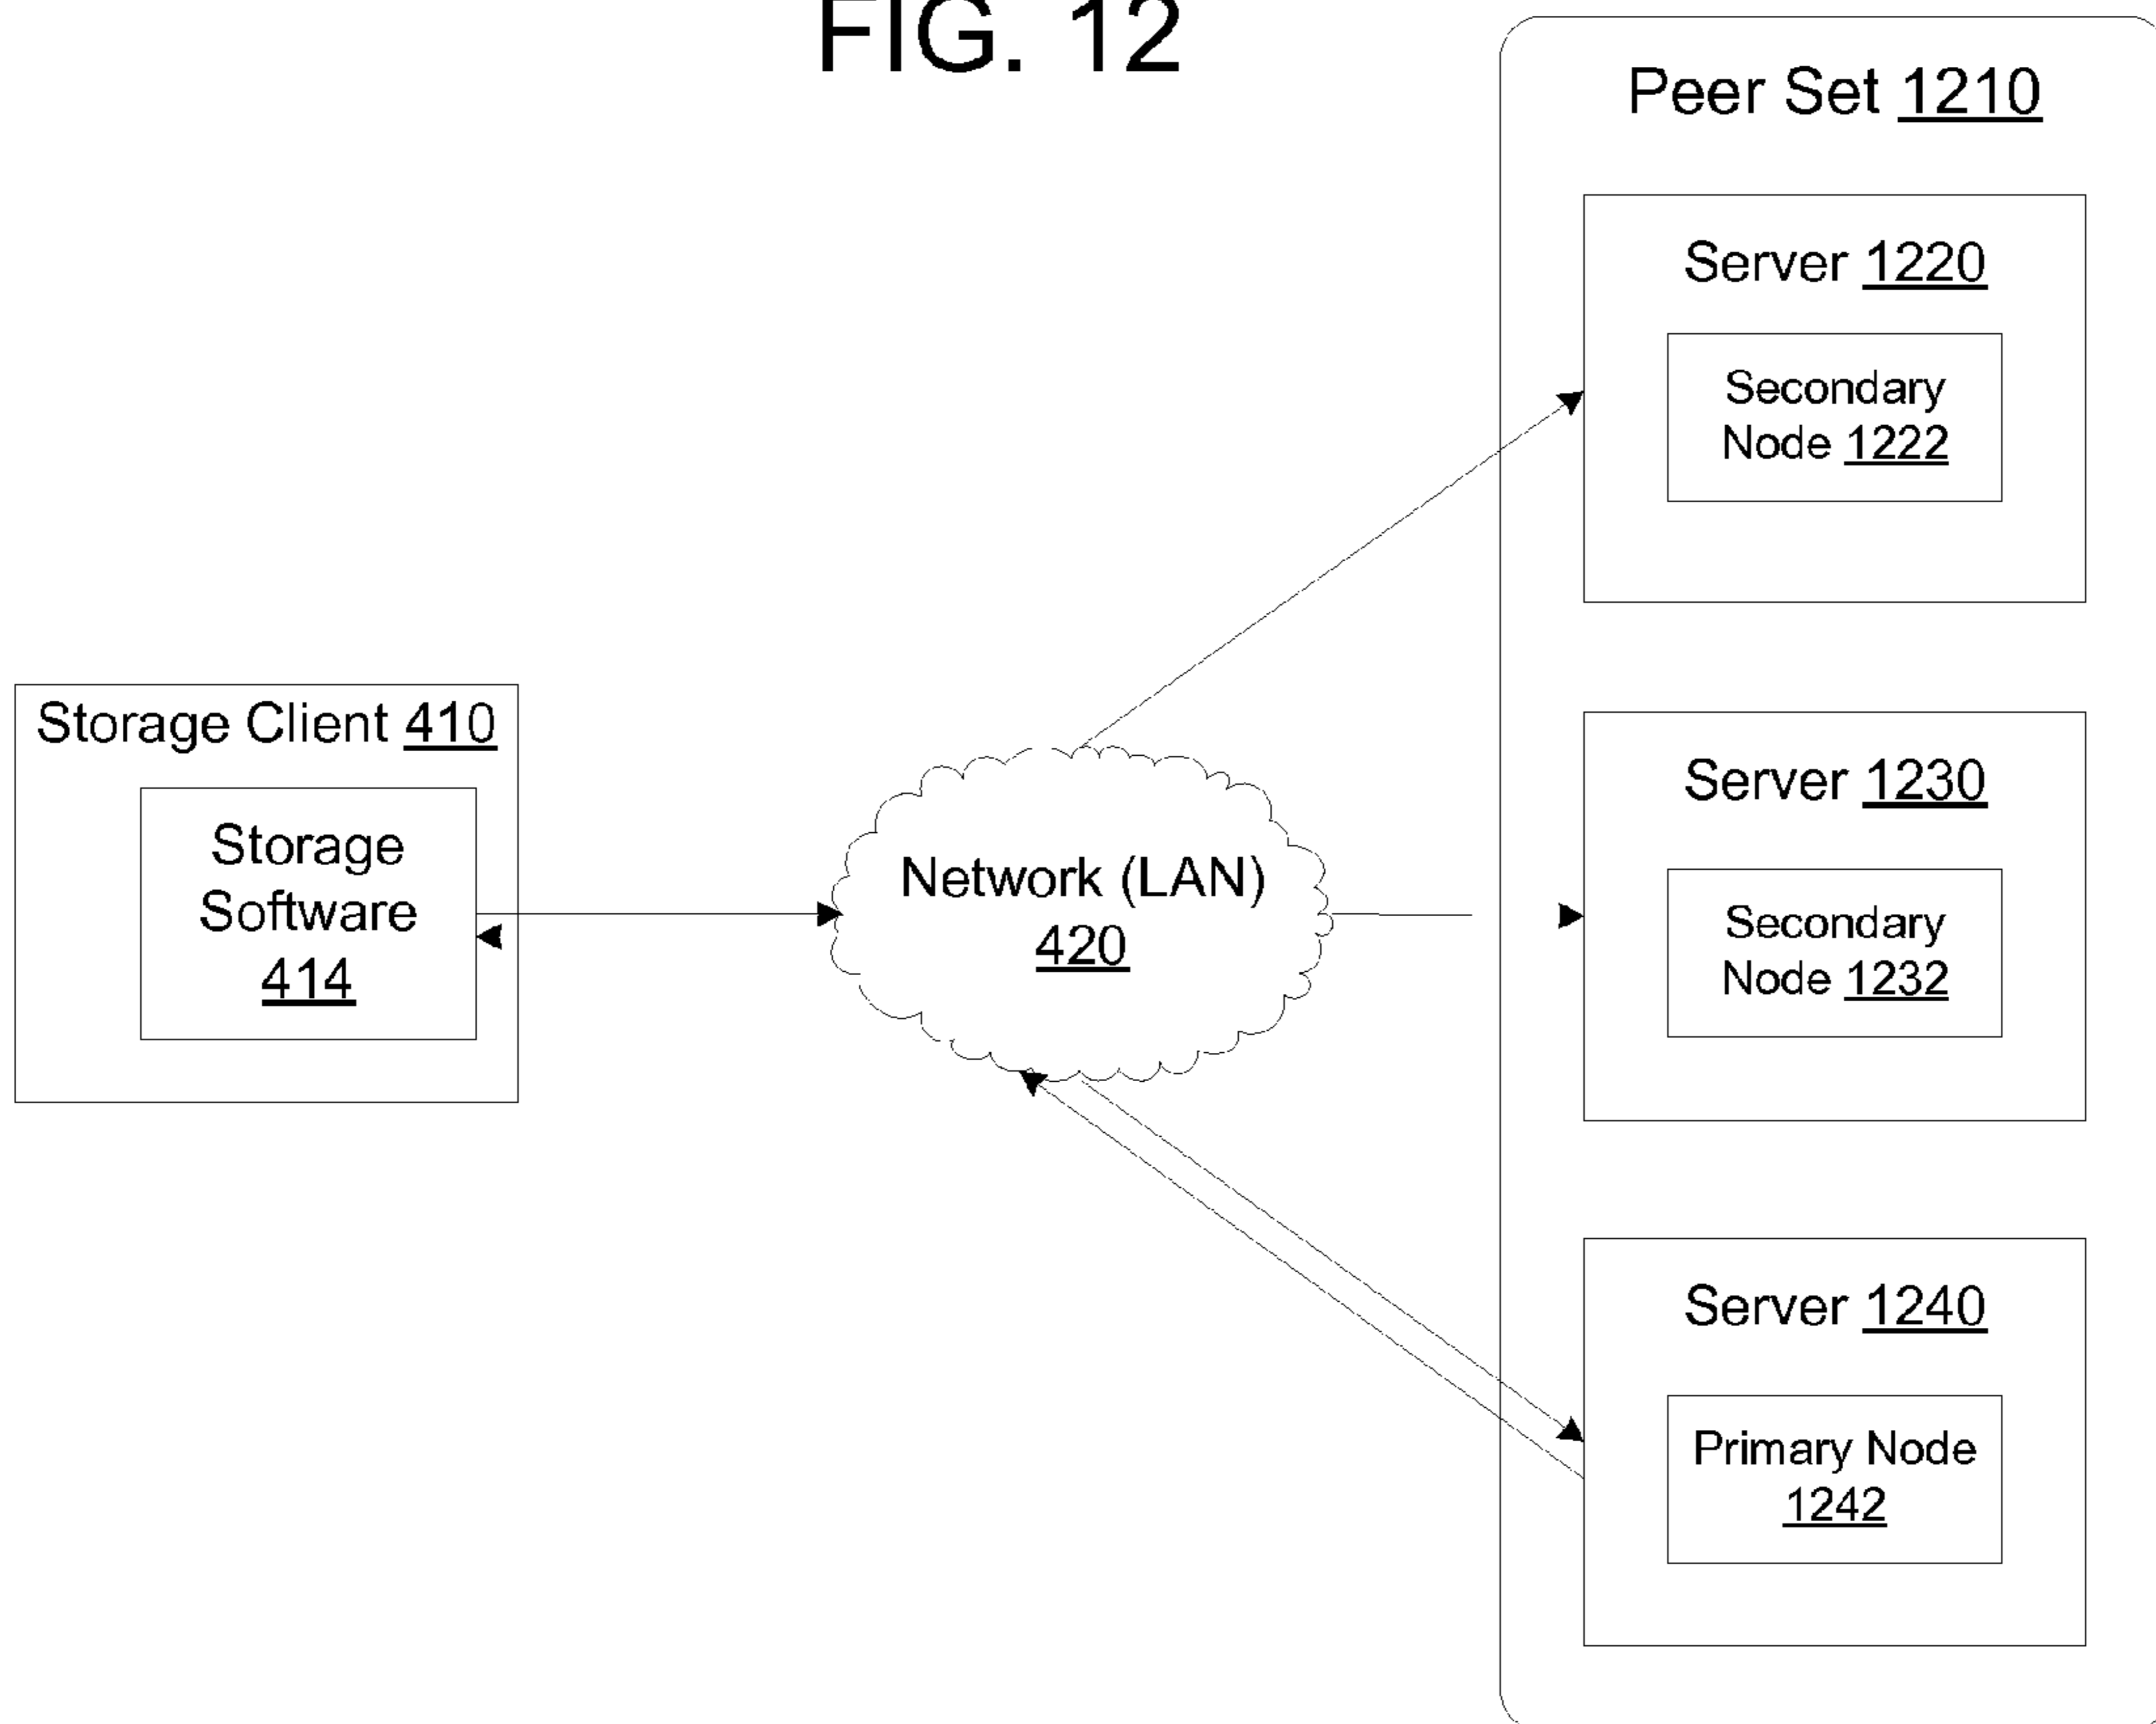 FIG. 12
Peer Set 1210
Server 1220
Secondary
Node 1222
Storage Client 410
Storage
Software
414
Network (LAN)
420
Server 1230
Secondary
Node 1232
Server 1240
Primary Node
1242